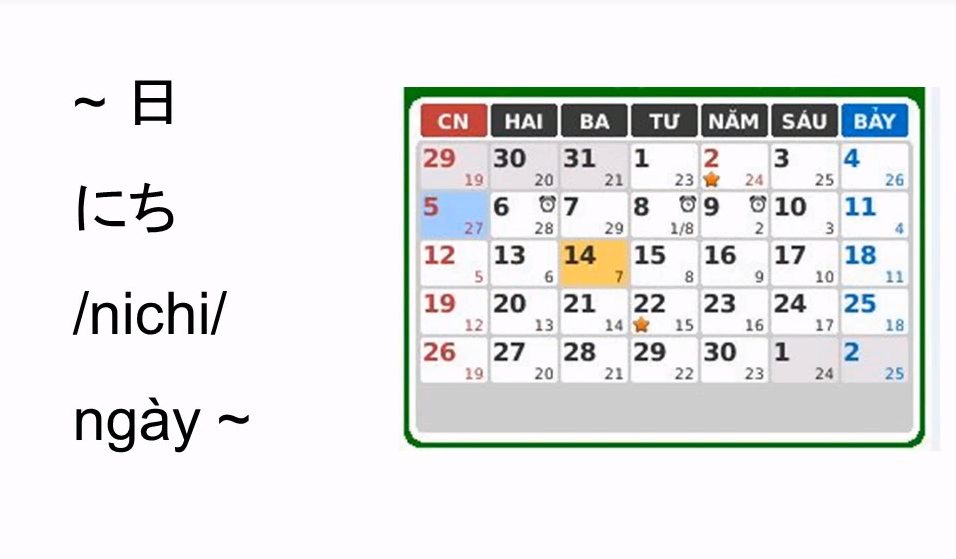 ~ 日
にち
/nichi/
ngày ~
CN HAI BA TƯ NĂM SÁU BẢY
29 30 31 1 2 3 4
19 20 21 23 24 25 26
5 6 7 8 9 10 11
27 28 29 1/8 2 3 4
12 13 14 15 16 17 18
5 6 7 8 9 10 11
19 20 21 22 23 24 25
12 13 14 15 16 17 18
26 27 28 29 30 1 2
19 20 21 22 23 24 25